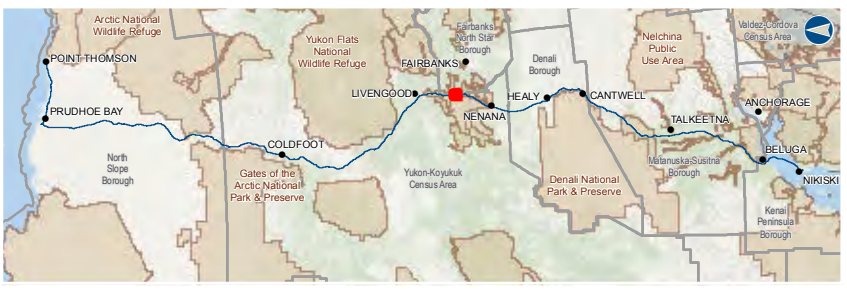 Arctic National
Wildlife Refuge
POINT THOMSON
PRUDHOE BAY
North
Slope
Borough
COLDFOOT
Gates of the
Arctic National
Park & Preserve
Yukon Flats
National
Wildlife Refuge
LIVENGOOD
FAIRBANKS
Fairbanks
North Star
Borough
NENANA
Yukon-Koyukuk
Census Area
Denali
Borough
HEALY
CANTWELL
Denali National
Park & Preserve
Nelchina
Public
Use Area
TALKEETNA
Matanuska-Susitna
Borough
Valdez-Cordova
Census Area
ANCHORAGE
BELUGA
NIKISKI
Kenai
Peninsula
Borough